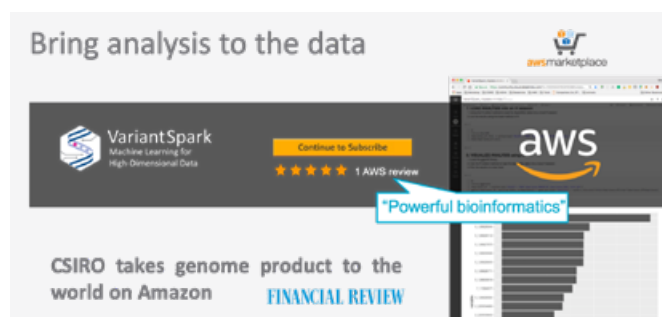 Bring analysis to the data
awsmarketplace
VariantSpark
Machine Learning for
High Dimensional Data
Continue to Subscribe
1 AWS review
aws
"Powerful bioinformatics"
CSIRO takes genome product to the
world on Amazon
FINANCIAL REVIEW